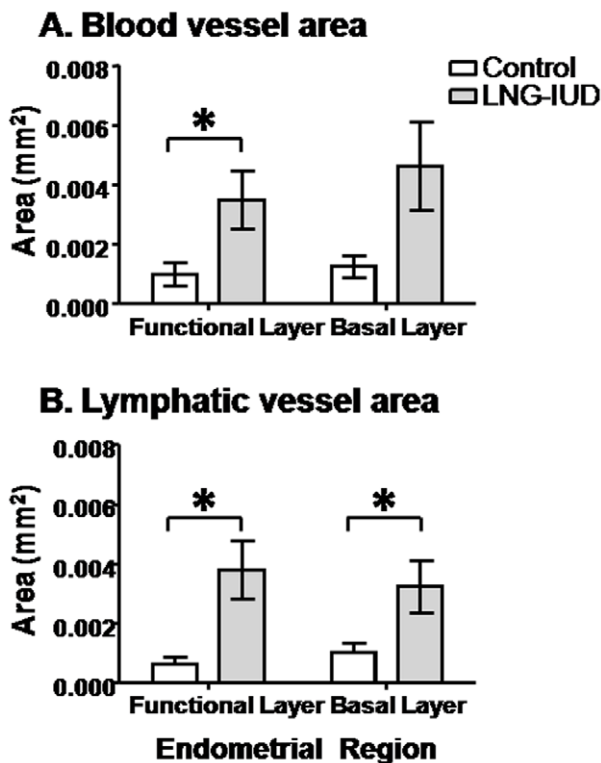 A. Blood vessel area
Control
LNG-IUD
Area (mm²)
0.008
0.006
0.004
0.002
0.000
*
Functional Layer Basal Layer
B. Lymphatic vessel area
Area (mm²)
0.008
0.006
0.004
0.002
0.000
* *
Functional Layer Basal Layer
Endometrial Region